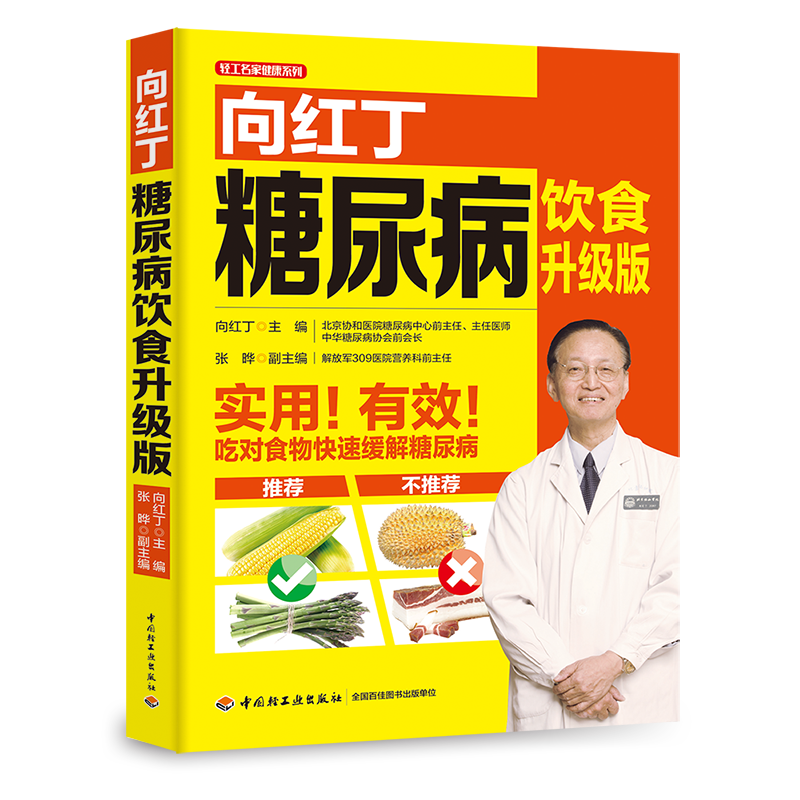 轻工名家健康系列
向红丁
糖尿病
饮食
升级版
向红丁 主 编
北京协和医院糖尿病中心前主任、主任医师
中华糖尿病协会前会长
张 晔 副主编
解放军309医院营养科前主任
实用！有效！
吃对食物快速缓解糖尿病
推荐
不推荐
中国轻工业出版社
全国百佳图书出版单位
向红丁
糖尿病饮食升级版
向红丁 主 编
张 晔 副主编
中国轻工业出版社